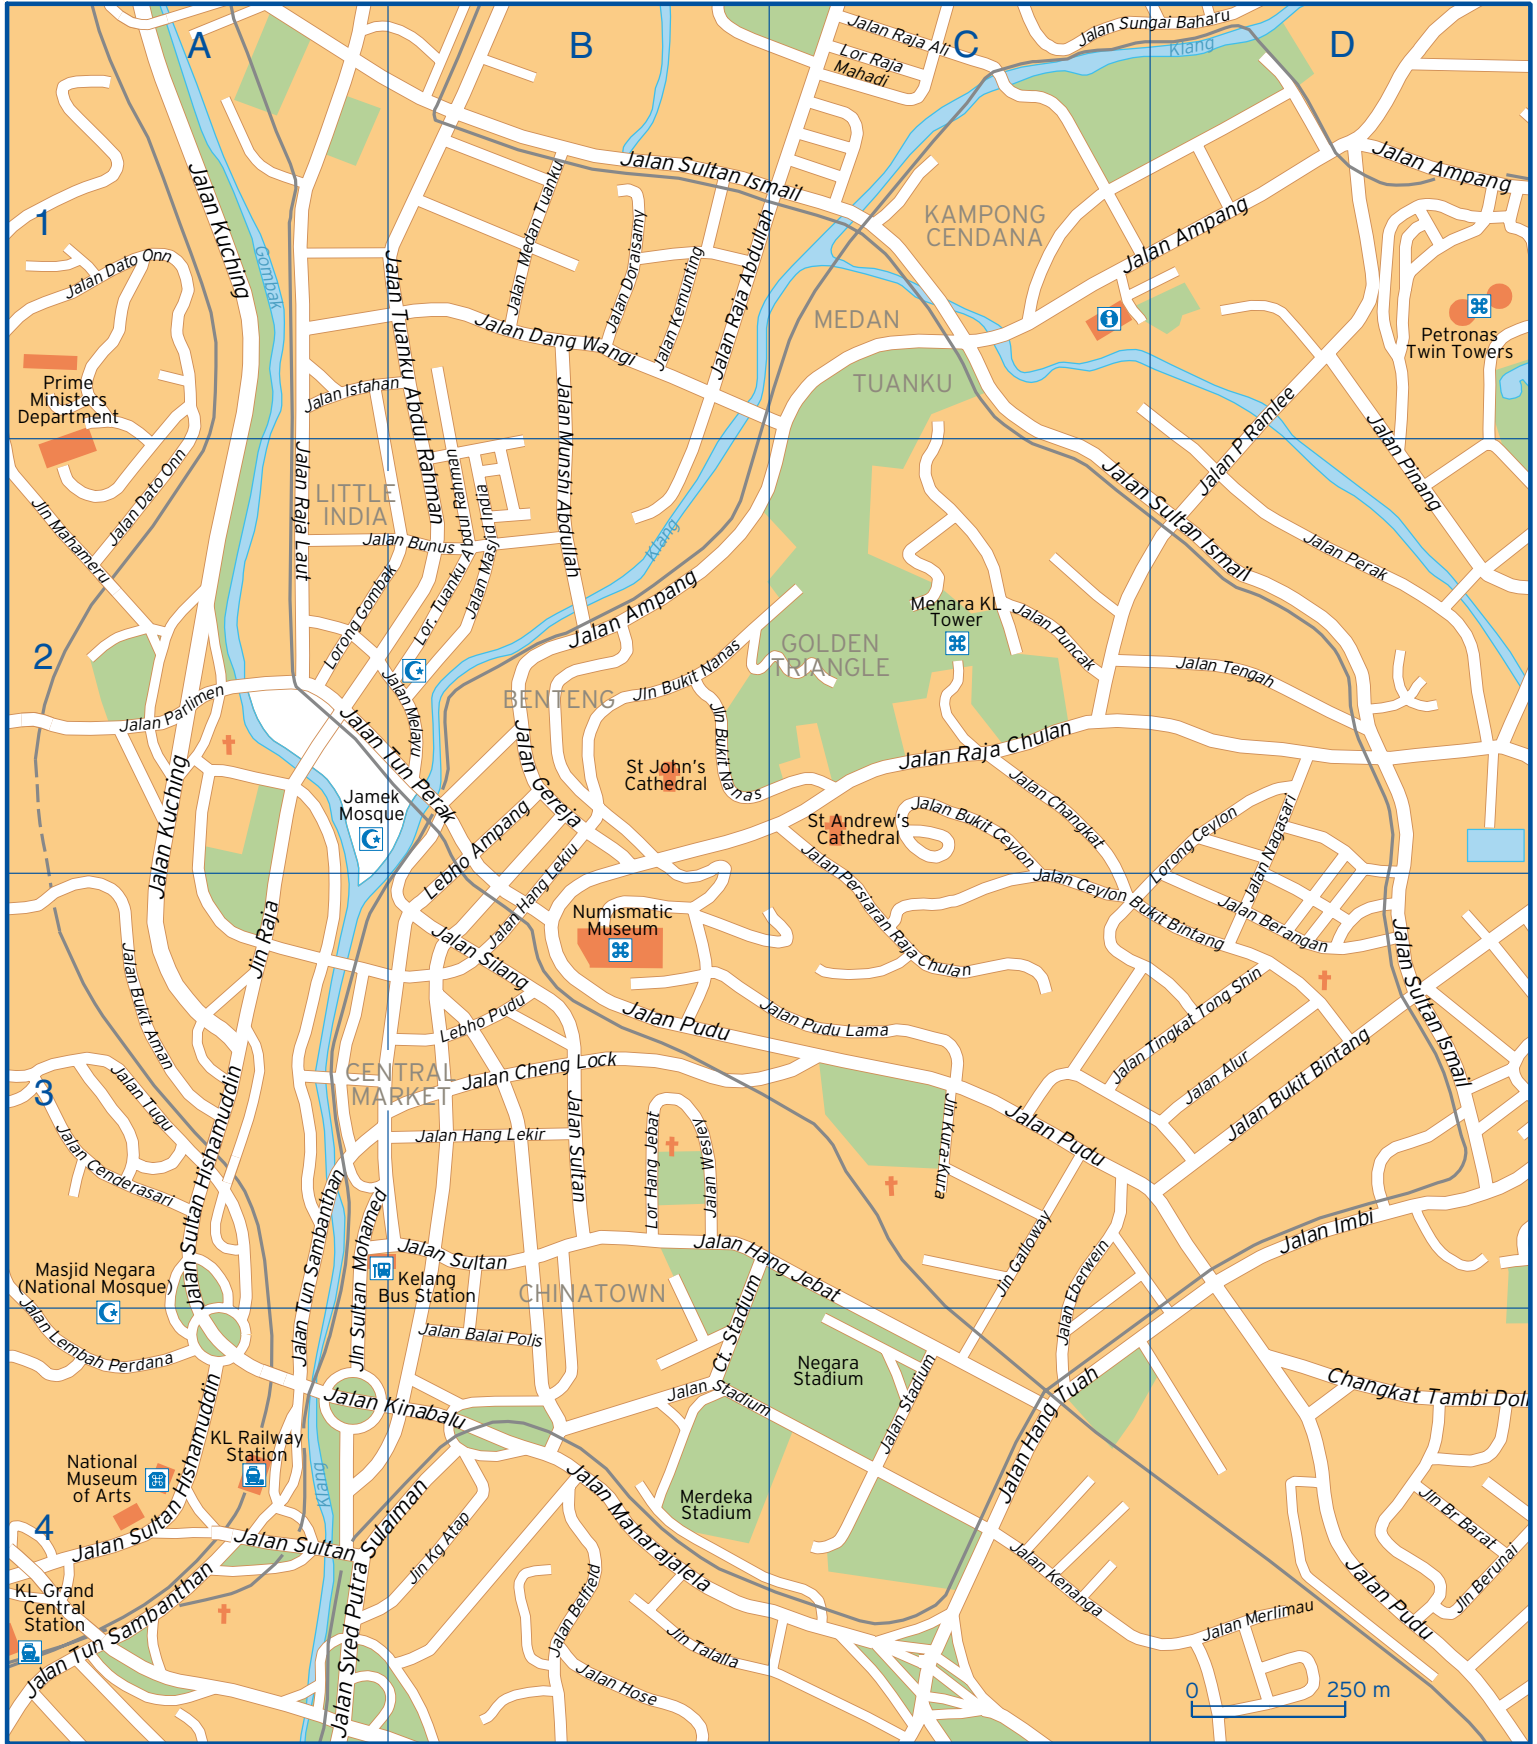 A
B
C
D
1
2
3
4
Jalan Raja Ali
Lor Raja
Mahadi
Jalan Sungai Baharu
Klang
Jalan Kuching
Gombak
Jalan Sultan Ismail
Jalan Ampang
KAMPONG
CENDANA
Jalan Ampang
Jalan Dato Onn
Jalan Tuanku Abdul Rahman
Jalan Medan Tuanku
Jalan Doraisamy
Jalan Kemunting
Jalan Raja Abdullah
Jalan Dang Wangi
MEDAN
TUANKU
Petronas
Twin Towers
Prime
Ministers
Department
Jalan Isfahan
Jalan Munshi Abdullah
Jalan P Ramlee
Jalan Pinang
Jalan Dato Onn
Jln Mahameru
Jalan Raja Laut
LITTLE
INDIA
Jalan Bunus
Lor. Tuanku Abdul Rahman
Jalan Masjid India
Lorong Gombak
Klang
Jalan Ampang
Jalan Sultan Ismail
Jalan Perak
Menara KL
Tower
Jalan Puncak
Jalan Tengah
GOLDEN
TRIANGLE
Jln Bukit Nanas
Jln Bukit Nanas
BENTENG
Jalan Melayu
Jalan Parlimen
Jalan Tun Perak
Jalan Gereja
St John's
Cathedral
Jalan Raja Chulan
Jalan Kuching
Jamek
Mosque
Lebho Ampang
Jalan Hang Lekiu
St Andrew's
Cathedral
Jalan Bukit Ceylon
Jalan Changkat
Lorong Ceylon
Jalan Nagasari
Jalan Ceylon Bukit Bintang
Jalan Berangan
Jalan Persiaran Raja Chulan
Numismatic
Museum
Jln Raja
Jalan Silang
Jalan Bukit Aman
Jalan Pudu
Jalan Pudu Lama
Lebho Pudu
Jalan Tingkat Tong Shin
Jalan Sultan Ismail
CENTRAL
MARKET
Jalan Cheng Lock
Jalan Alur
Jalan Bukit Bintang
Jalan Tugu
Jalan Cenderasari
Jalan Sultan Hishamuddin
Jalan Hang Lekir
Jalan Sultan
Lor Hang Jebat
Jalan Wesley
Jln Kura-Kura
Jalan Pudu
Jalan Tun Sambanthan
Jln Sultan Mohamed
Jalan Sultan
Kelang
Bus Station
Jalan Hang Jebat
Jln Galloway
Jalan Eberwein
Jalan Imbi
Masjid Negara
(National Mosque)
CHINATOWN
Jalan Lembah Perdana
Jalan Balai Polis
Ct. Stadium
Negara
Stadium
Jalan Stadium
Jalan Stadium
Jalan Hang Tuah
Changkat Tambi Doll
Jalan Kinabalu
KL Railway
Station
National
Museum
of Arts
Jalan Sultan Hishamuddin
Klang
Merdeka
Stadium
Jalan Maharajalela
Jln Kg Atap
Jalan Sultan
Jalan Syed Putra Sulaiman
Jln Br Barat
Jln Berunai
Jalan Pudu
KL Grand
Central
Station
Jalan Tun Sambanthan
Jalan Belfield
Jalan Hose
Jln Talalla
Jalan Kenanga
Jalan Merlimau
0 250 m